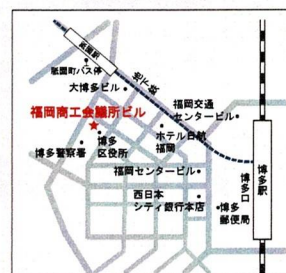 祇園駅
祇園町バス停
地下鉄
大博多ビル
福岡交通
センタービル
福岡商工会議所ビル
ホテル日航
福岡
博多
区役所
博多警察署
福岡センタービル
博多口
博多駅
西日本
シティ銀行本店
博多
郵便局